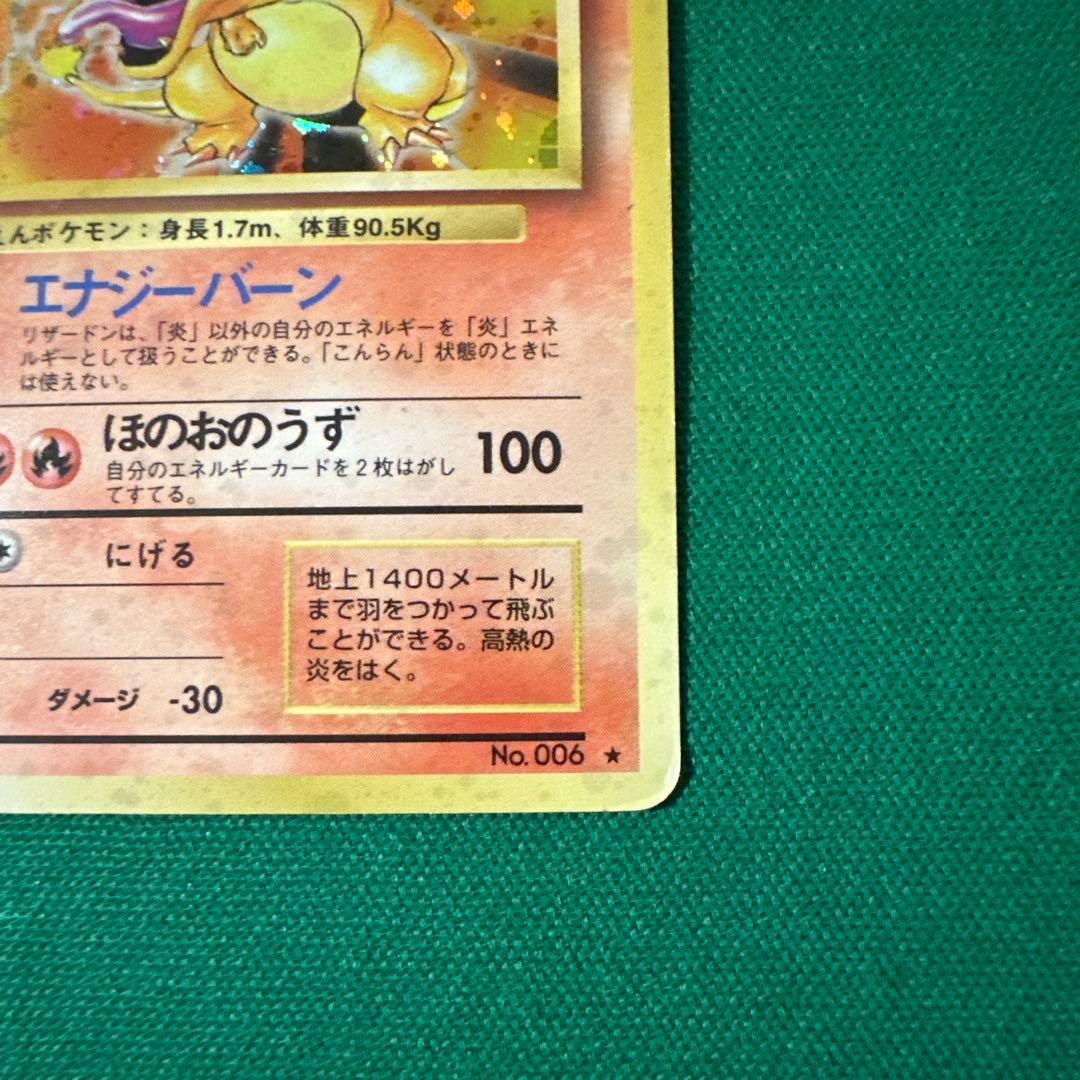 んポケモン：身長1.7m、体重90.5Kg
エナジーバーン
リザードンは、「炎」以外の自分のエネルギーを「炎」エネ
ルギーとして扱うことができる。「こんらん」状態のときに
は使えない。
ほのおのうず 100
自分のエネルギーカードを２枚はがし
てすてる。
にげる
地上1400メートル
まで羽をつかって飛ぶ
ことができる。高熱の
炎をはく。
ダメージ -30
No. 006 ★